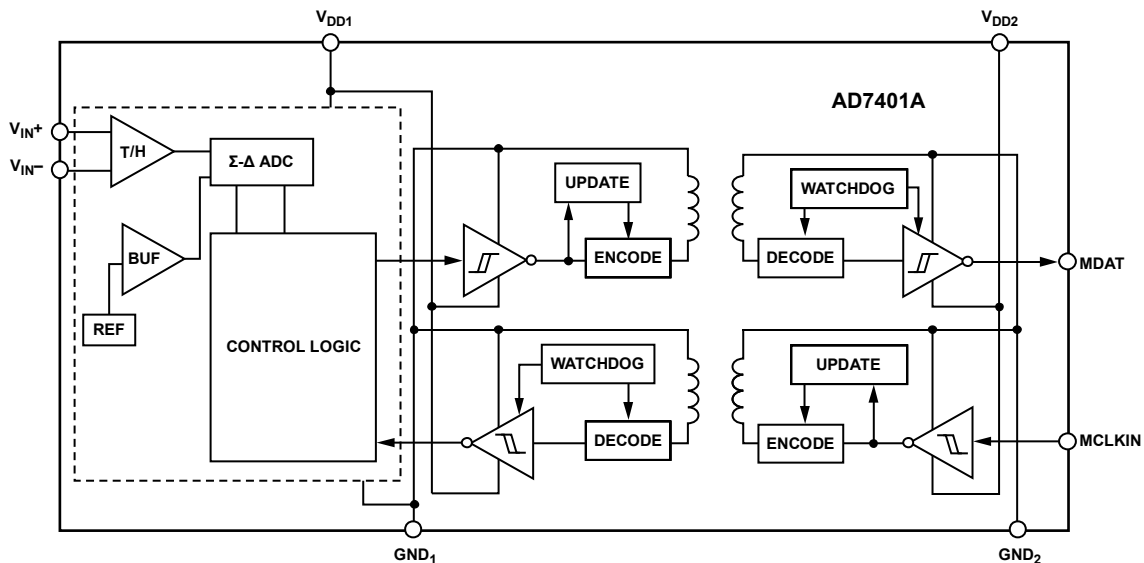 VDD1
VDD2
AD7401A
VIN+
VIN–
T/H
Σ-Δ ADC
UPDATE
WATCHDOG
BUF
ENCODE
DECODE
MDAT
REF
CONTROL LOGIC
WATCHDOG
UPDATE
DECODE
ENCODE
MCLKIN
GND1
GND2